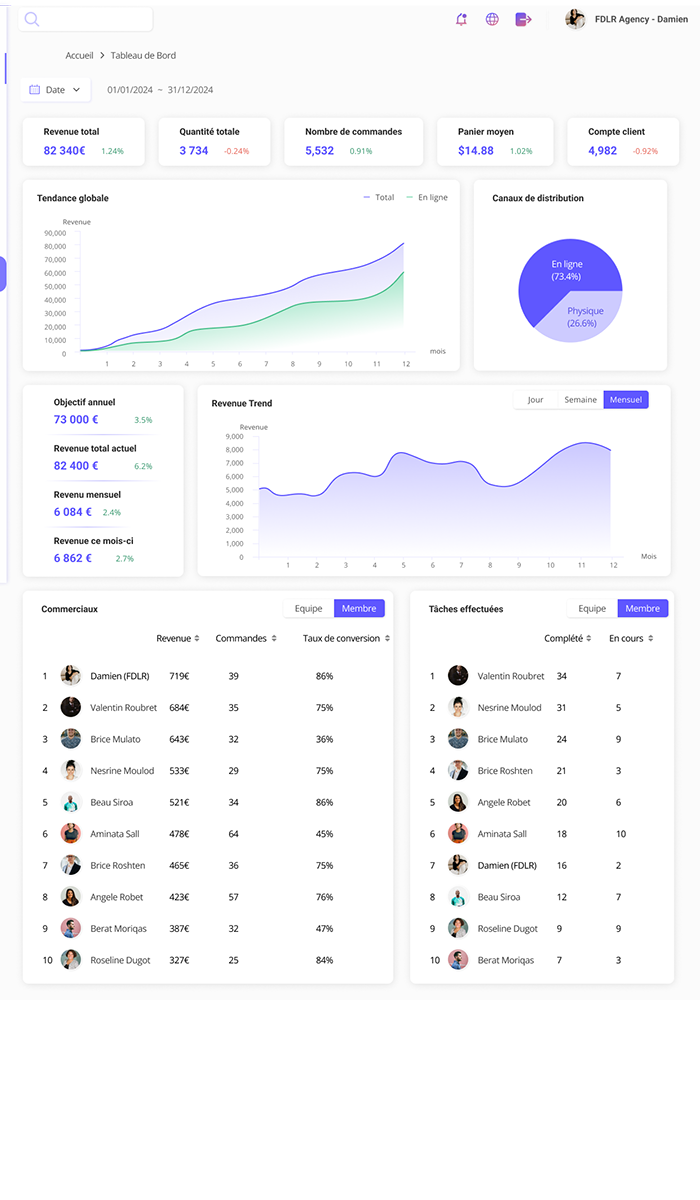 FDLR Agency - Damien
Accueil > Tableau de Bord
Date 01/01/2024 ~ 31/12/2024
Revenue total
82 340€ 1.24%
Quantité totale
3 734 -0.24%
Nombre de commandes
5,532 0.91%
Panier moyen
$14.88 1.02%
Compte client
4,982 -0.92%
Tendance globale
Total En ligne
Revenue
90,000
80,000
70,000
60,000
50,000
40,000
30,000
20,000
10,000
0
1 2 3 4 5 6 7 8 9 10 11 12
mois
Canaux de distribution
En ligne
(73.4%)
Physique
(26.6%)
Objectif annuel
73 000 € 3.5%
Revenue total actuel
82 400 € 6.2%
Revenu mensuel
6 084 € 2.4%
Revenue ce mois-ci
6 862 € 2.7%
Revenue Trend
Jour Semaine Mensuel
Revenue
9,000
8,000
7,000
6,000
5,000
4,000
3,000
2,000
1,000
0
1 2 3 4 5 6 7 8 9 10 11 12
Mois
Commerciaux
Equipe Membre
Revenue Commandes Taux de conversion
1 Damien (FDLR) 719€ 39 86%
2 Valentin Roubret 684€ 35 75%
3 Brice Mulato 643€ 32 36%
4 Nesrine Moulod 533€ 29 75%
5 Beau Siroa 521€ 34 86%
6 Aminata Sall 478€ 64 45%
7 Brice Roshten 465€ 36 75%
8 Angele Robet 423€ 57 76%
9 Berat Moriqas 387€ 32 47%
10 Roseline Dugot 327€ 25 84%
Tâches effectuées
Equipe Membre
Complété En cours
1 Valentin Roubret 34 7
2 Nesrine Moulod 31 5
3 Brice Mulato 24 9
4 Brice Roshten 21 3
5 Angele Robet 20 6
6 Aminata Sall 18 10
7 Damien (FDLR) 16 2
8 Beau Siroa 12 7
9 Roseline Dugot 9 9
10 Berat Moriqas 7 3